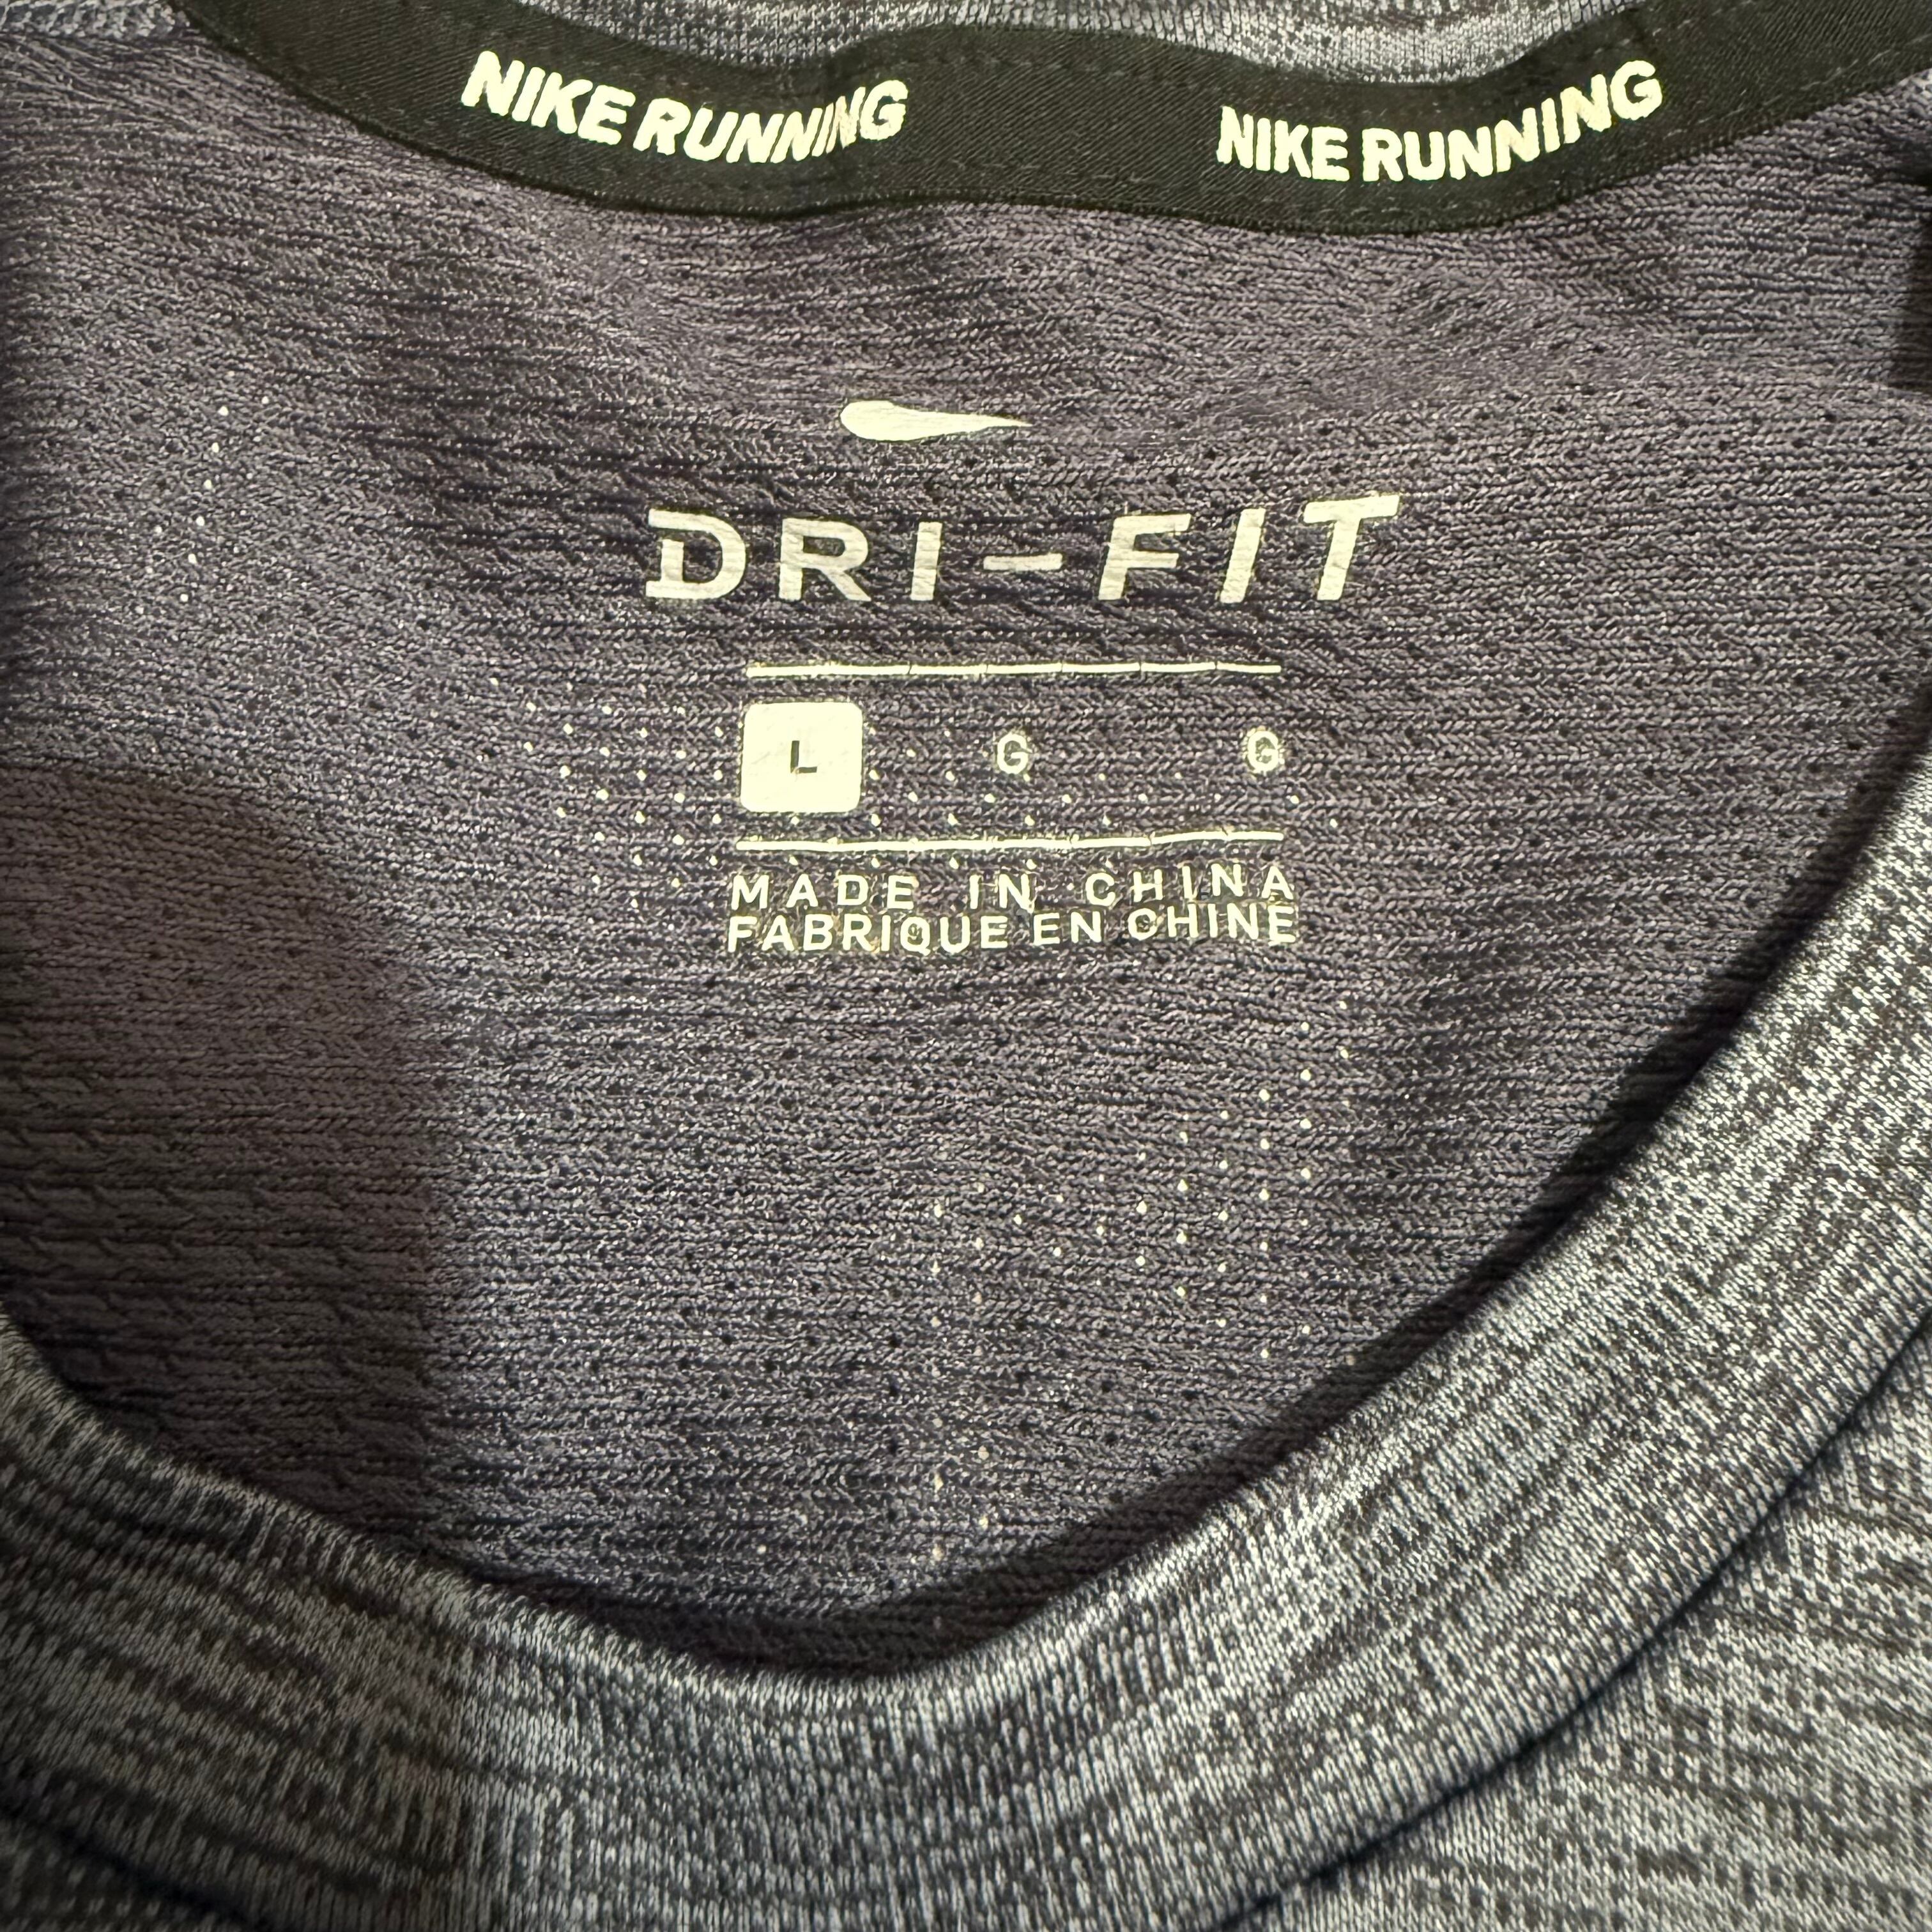 NIKE RUNNING NIKE RUNNING
DRI-FIT
L G G
MADE IN CHINA
FABRIQUE EN CHINE